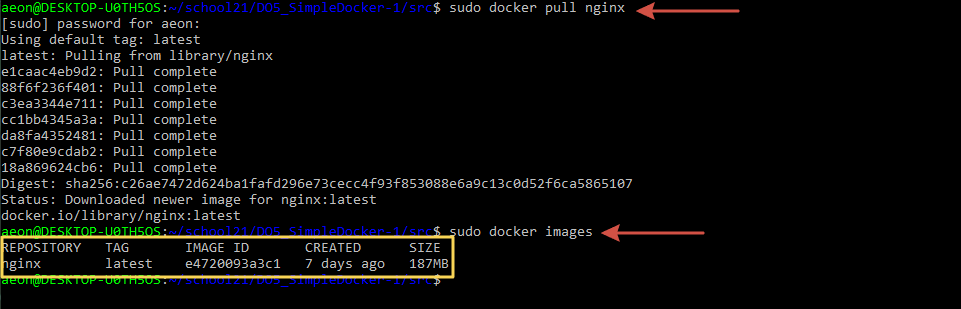 aeon@DESKTOP-U0TH5OS:~/school21/DO5_SimpleDocker-1/src$ sudo docker pull nginx
[sudo] password for aeon:
Using default tag: latest
latest: Pulling from library/nginx
e1caac4eb9d2: Pull complete
88f6f236f401: Pull complete
c3ea3344e711: Pull complete
cc1bb4345a3a: Pull complete
da8fa4352481: Pull complete
c7f80e9cdab2: Pull complete
18a869624cb6: Pull complete
Digest: sha256:c26ae7472d624ba1fafd296e73cecc4f93f853088e6a9c13c0d52f6ca5865107
Status: Downloaded newer image for nginx:latest
docker.io/library/nginx:latest
aeon@DESKTOP-U0TH5OS:~/school21/DO5_SimpleDocker-1/src$ sudo docker images
REPOSITORY TAG IMAGE ID CREATED SIZE
nginx latest e4720093a3c1 7 days ago 187MB
aeon@DESKTOP-U0TH5OS:~/school21/DO5_SimpleDocker-1/src$